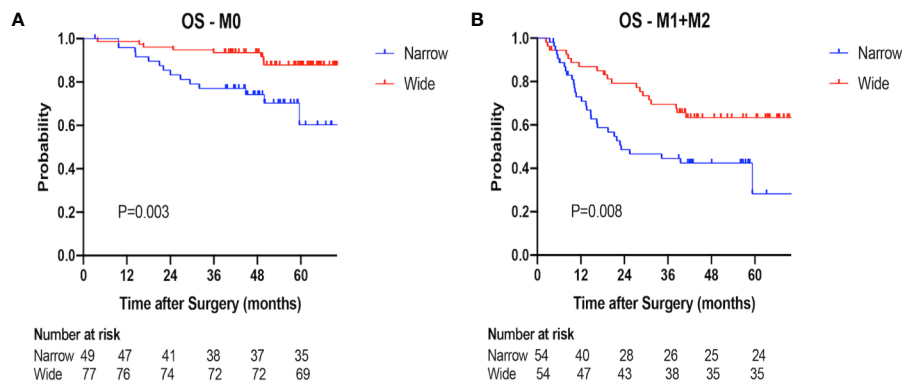 A
OS - M0
1.0
0.8
0.6
0.4
0.2
0.0
Probability
P=0.003
Narrow
Wide
0 12 24 36 48 60
Time after Surgery (months)
Number at risk
Narrow 49 47 41 38 37 35
Wide 77 76 74 72 72 69
B
OS - M1+M2
1.0
0.8
0.6
0.4
0.2
0.0
Probability
P=0.008
Narrow
Wide
0 12 24 36 48 60
Time after Surgery (months)
Number at risk
Narrow 54 40 28 26 25 24
Wide 54 47 43 38 35 35